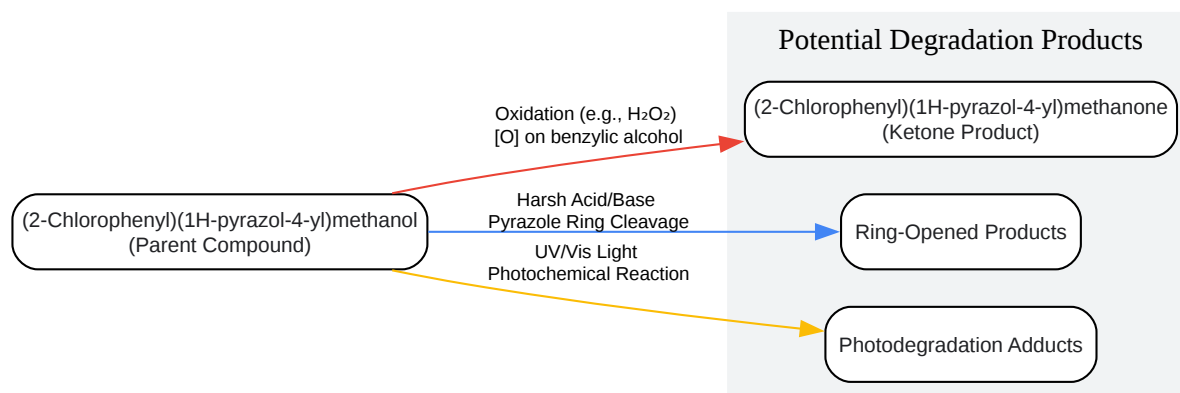 Potential Degradation Products
Oxidation (e.g., H₂O₂)
[O] on benzylic alcohol
(2-Chlorophenyl)(1H-pyrazol-4-yl)methanone
(Ketone Product)
(2-Chlorophenyl)(1H-pyrazol-4-yl)methanol
(Parent Compound)
Harsh Acid/Base
Pyrazole Ring Cleavage
Ring-Opened Products
UV/Vis Light
Photochemical Reaction
Photodegradation Adducts